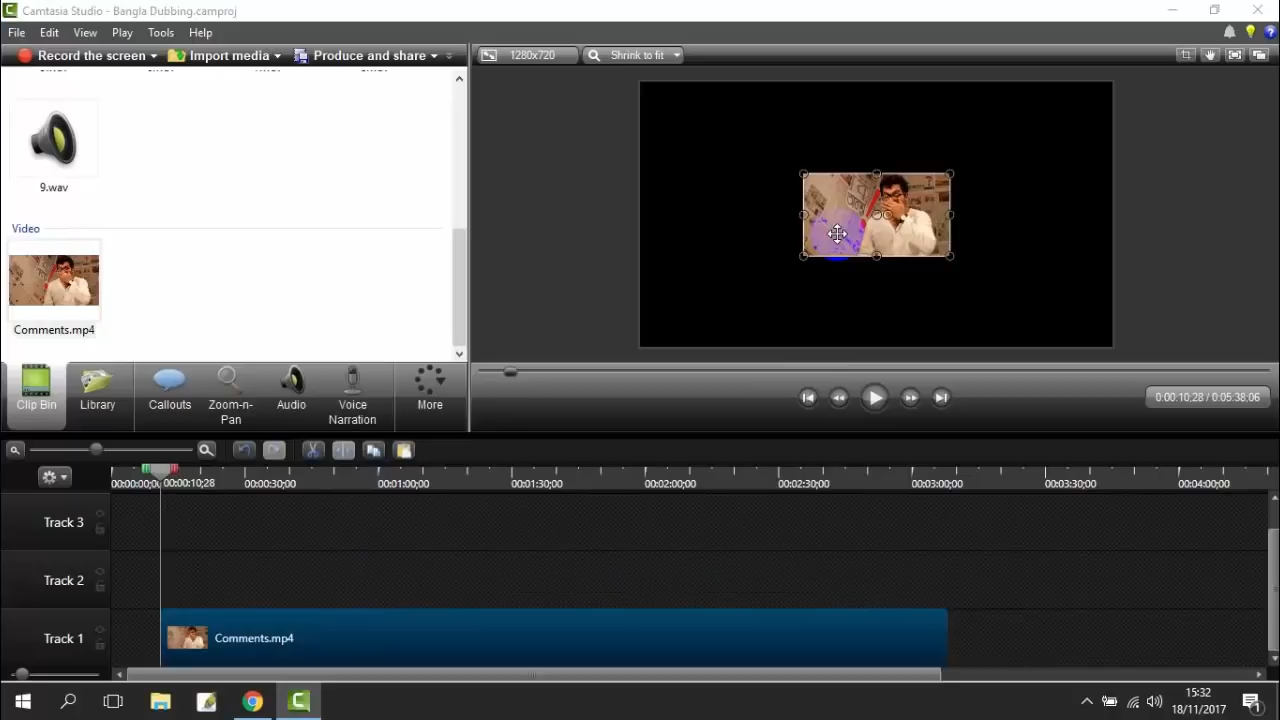 Camtasia Studio - Bangla Dubbing.camproj
File Edit View Play Tools Help
Record the screen Import media Produce and share
1280x720 Shrink to fit
9.wav
Video
Comments.mp4
Clip Bin Library Callouts Zoom-n-Pan Audio Voice Narration More
0:00:10;28 / 0:05:38;06
00:00:10;28 00:00:30;00 00:01:00;00 00:01:30;00 00:02:00;00 00:02:30;00 00:03:00;00 00:03:30;00 00:04:00;00
Track 3
Track 2
Track 1 Comments.mp4
15:32
18/11/2017
1